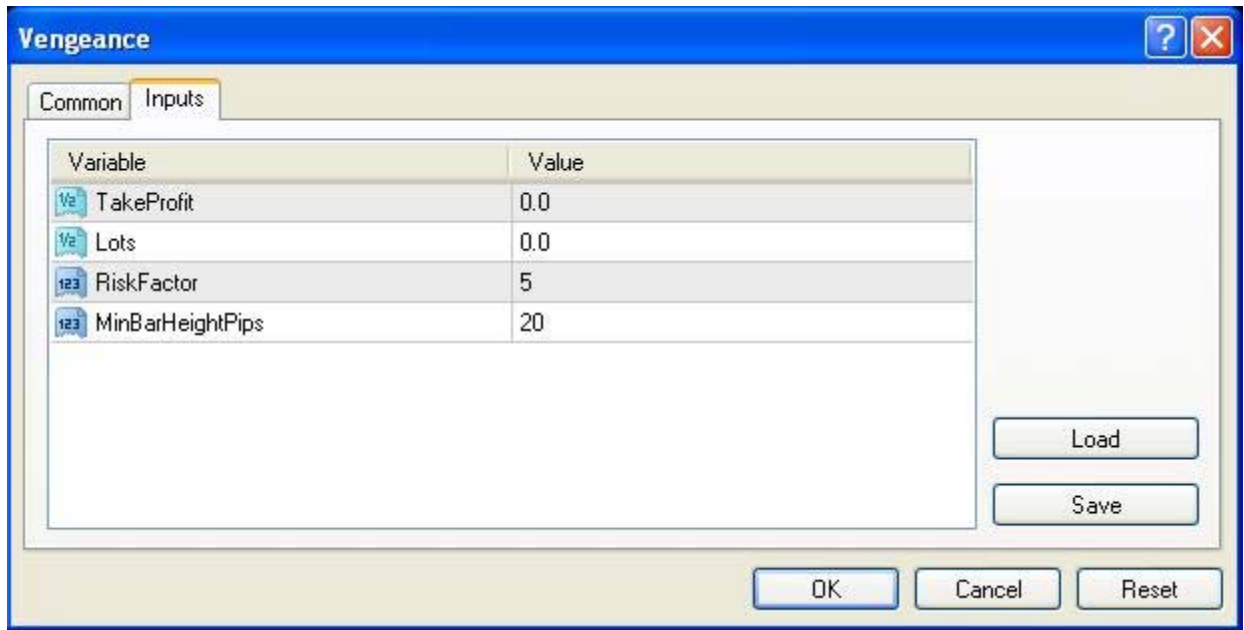 Vengeance
Common Inputs
Variable Value
TakeProfit 0.0
Lots 0.0
RiskFactor 5
MinBarHeightPips 20
Load
Save
OK Cancel Reset